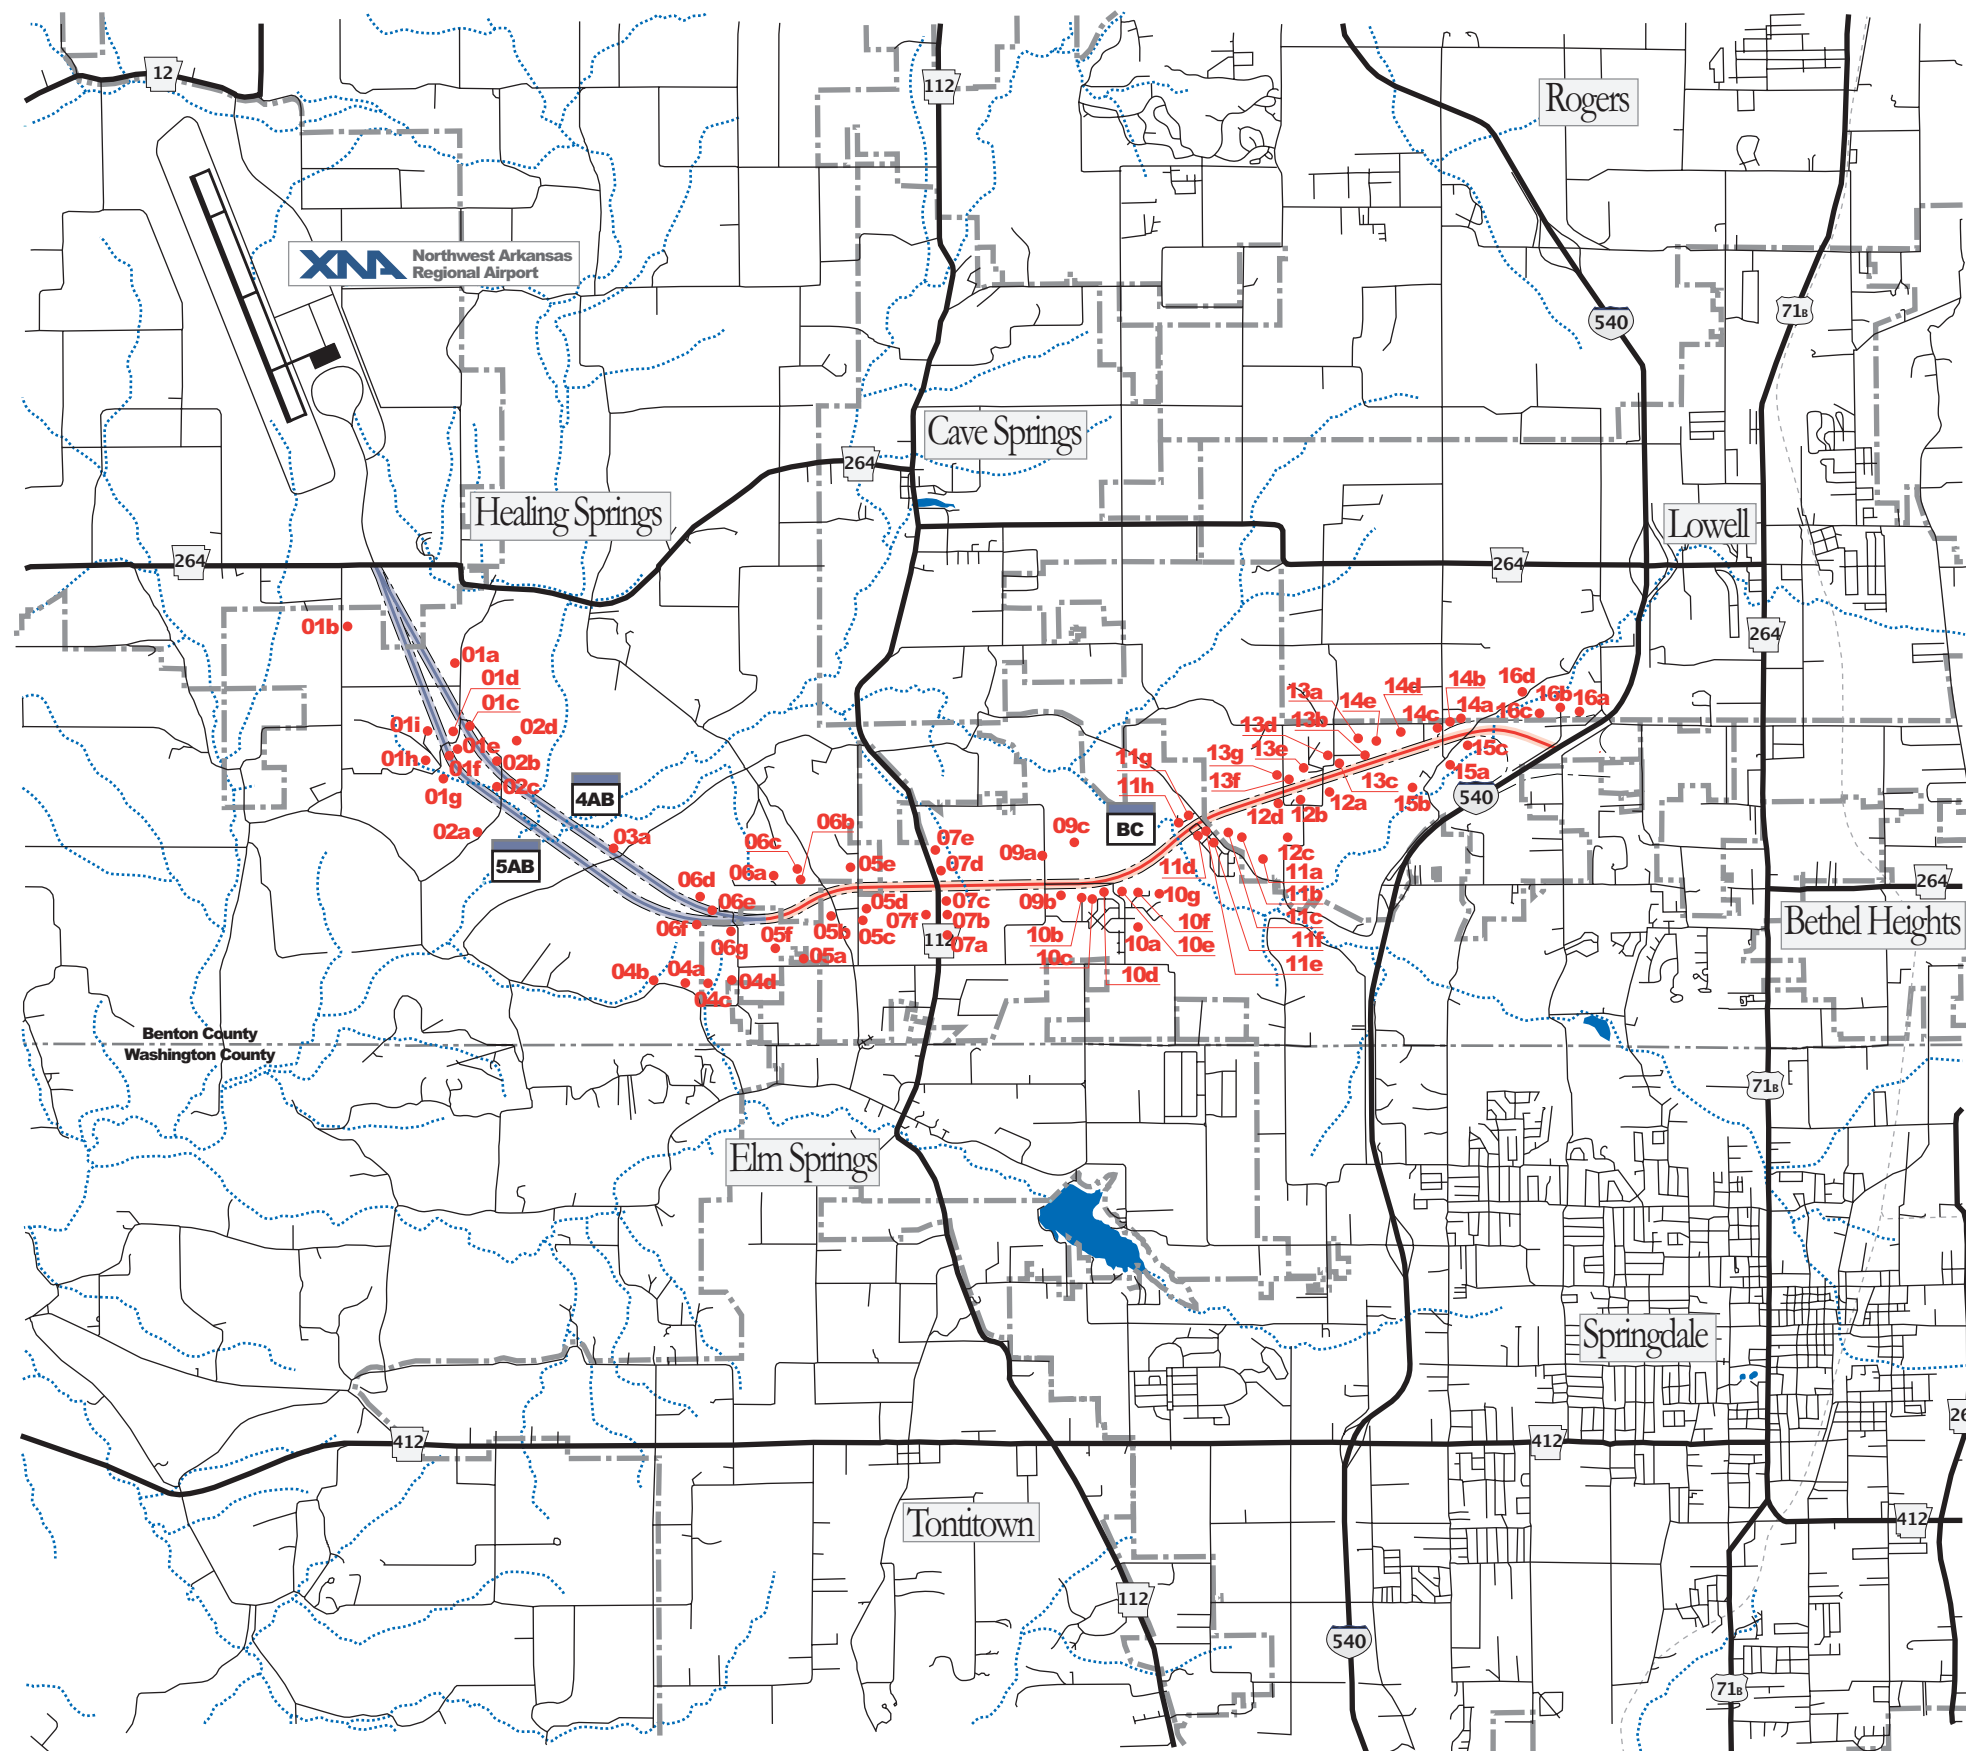 12
112
Rogers
XNA Northwest Arkansas
Regional Airport
540
71B
Cave Springs
264
Healing Springs
Lowell
264
264
264
01b
01a
01d
01c
01i
02d
01e
01h
02b
01f
02c
01g
02a
4AB
5AB
03a
06b
06c
06a
05e
06d
06e
06f
06g
05f
05b
05d
05c
05a
04b
04a
04c
04d
07e
07d
07c
07f
07b
07a
112
09c
09a
09b
BC
10g
10f
10e
10a
10b
10c
10d
11g
11h
11d
11a
11b
11c
11f
11e
12c
12d
12b
12a
13a
13b
13d
13e
13g
13f
13c
14e
14d
14c
14b
14a
15c
15a
15b
16d
16b
16a
16c
540
264
Bethel Heights
Benton County
Washington County
71B
Elm Springs
Springdale
412
412
26
Tontitown
412
112
540
71B